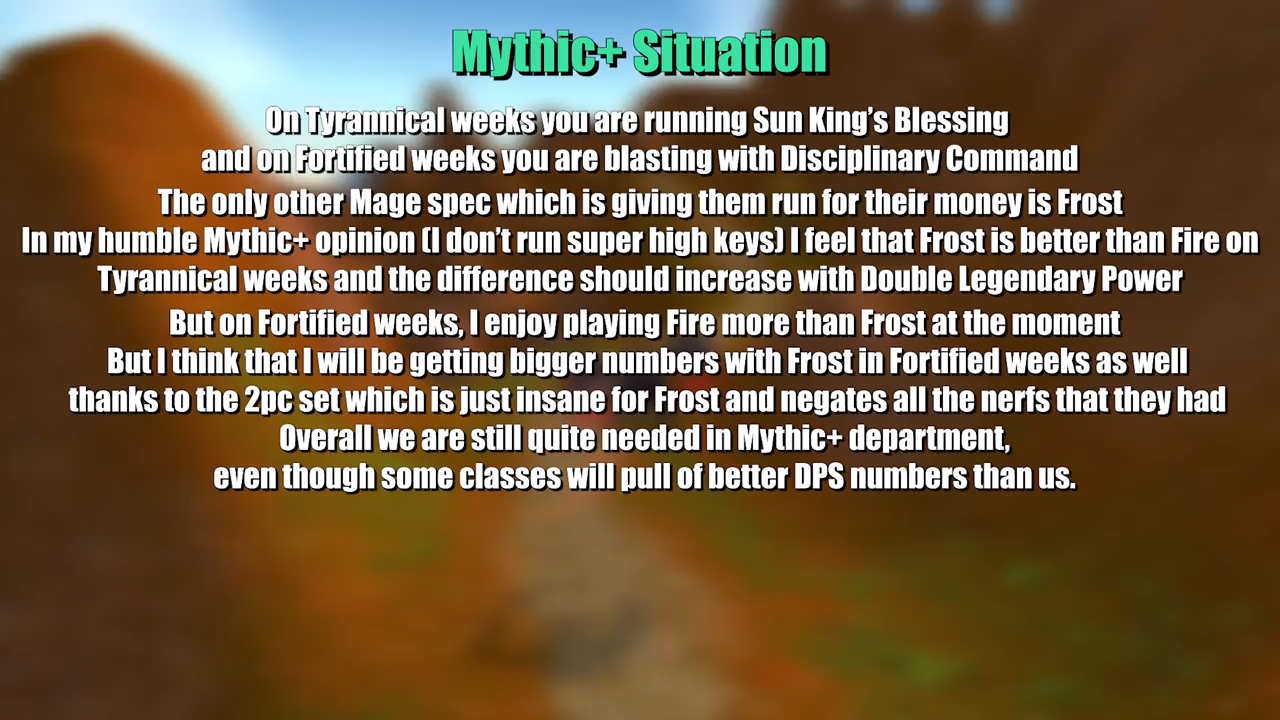 Mythic+ Situation
On Tyrannical weeks you are running Sun King's Blessing
and on Fortified weeks you are blasting with Disciplinary Command
The only other Mage spec which is giving them run for their money is Frost
In my humble Mythic+ opinion (I don't run super high keys) I feel that Frost is better than Fire on
Tyrannical weeks and the difference should increase with Double Legendary Power
But on Fortified weeks, I enjoy playing Fire more than Frost at the moment
But I think that I will be getting bigger numbers with Frost in Fortified weeks as well
thanks to the 2pc set which is just insane for Frost and negates all the nerfs that they had
Overall we are still quite needed in Mythic+ department,
even though some classes will pull of better DPS numbers than us.